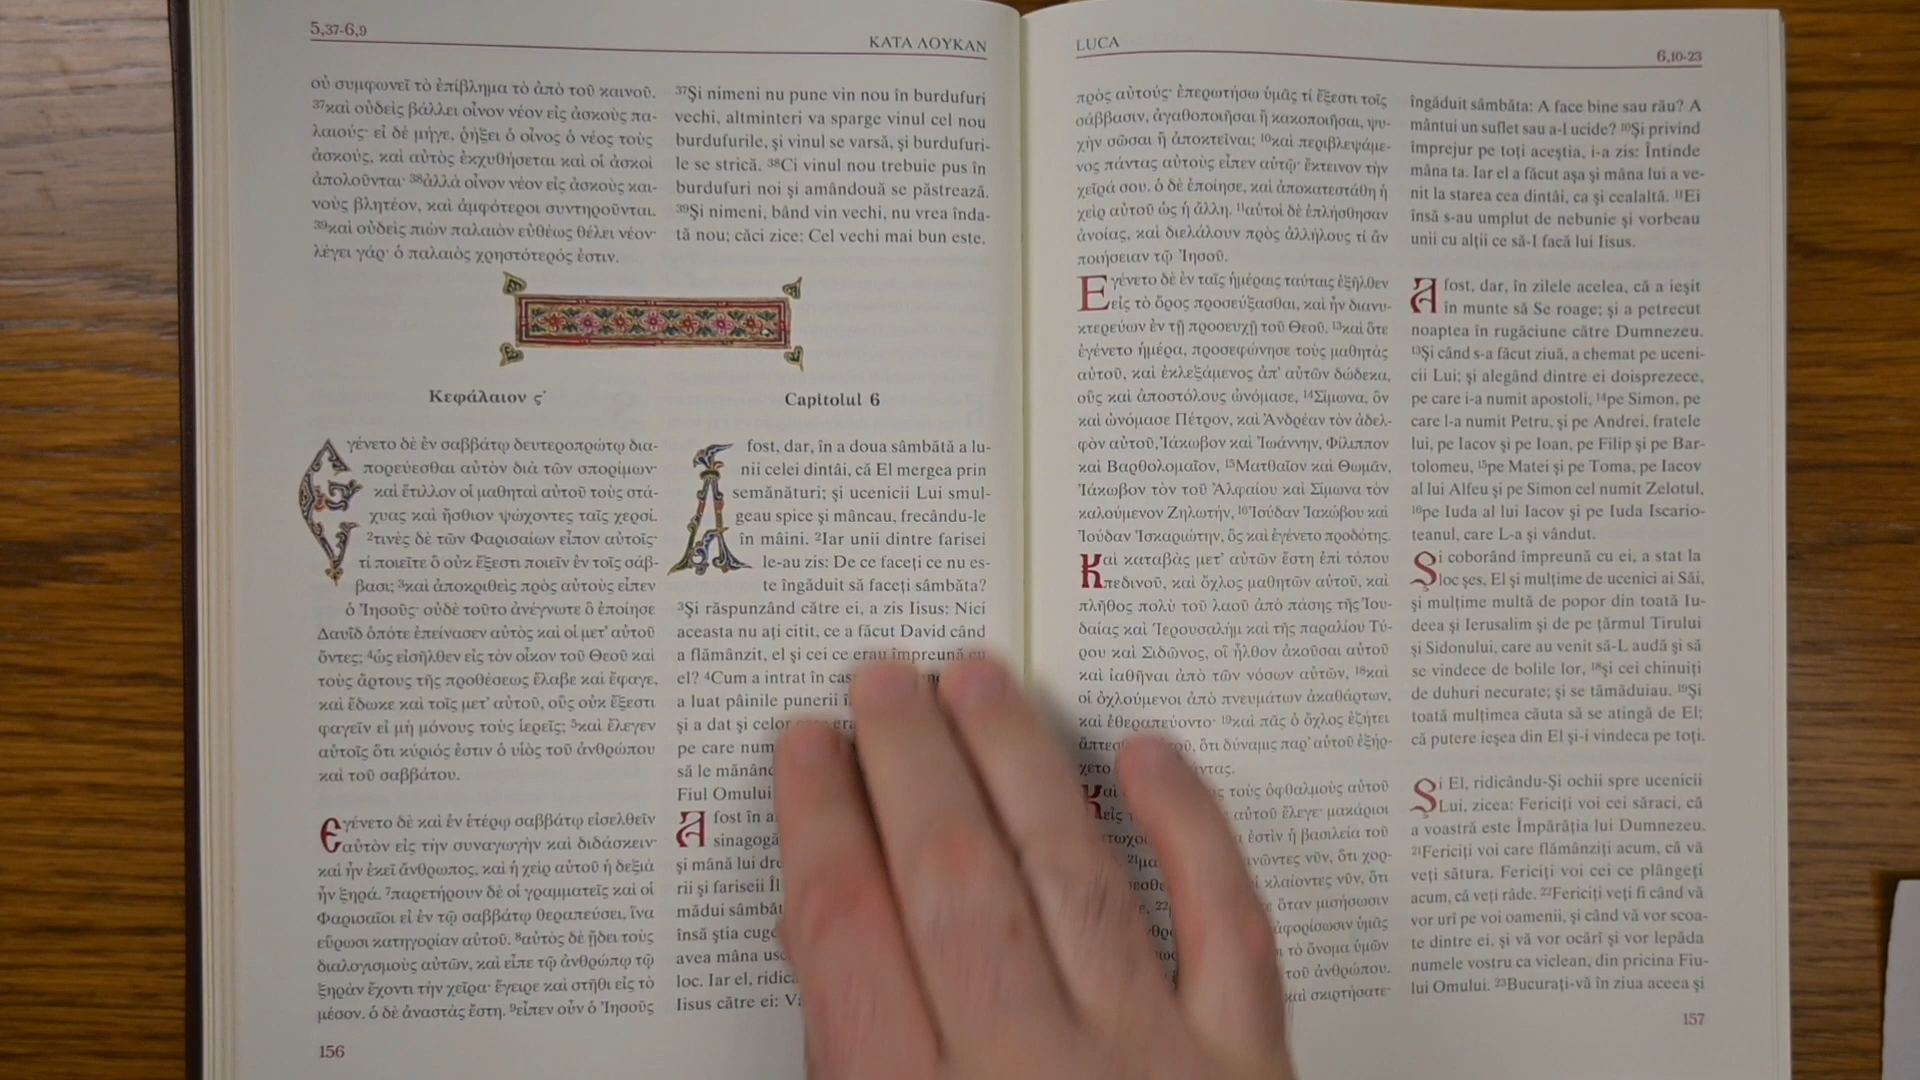 5,37-6,9
ΚΑΤΑ ΛΟΥΚΑΝ
οὐ συμφωνεῖ τὸ ἐπίβλημα τὸ ἀπὸ τοῦ καινοῦ.
37καὶ οὐδεὶς βάλλει οἶνον νέον εἰς ἀσκοὺς πα-
λαιούς· εἰ δὲ μήγε, ῥήξει ὁ οἶνος ὁ νέος τοὺς
ἀσκούς, καὶ αὐτὸς ἐκχυθήσεται καὶ οἱ ἀσκοὶ
ἀπολοῦνται· 38ἀλλὰ οἶνον νέον εἰς ἀσκοὺς και-
νοὺς βλητέον, καὶ ἀμφότεροι συντηροῦνται.
39καὶ οὐδεὶς πιὼν παλαιὸν εὐθέως θέλει νέον·
λέγει γάρ· ὁ παλαιὸς χρηστότερός ἐστιν.
37Şi nimeni nu pune vin nou în burdufuri
vechi, altminteri va sparge vinul cel nou
burdufurile, şi vinul se varsă, şi burdufuri-
le se strică. 38Ci vinul nou trebuie pus în
burdufuri noi şi amândouă se păstrează.
39Şi nimeni, bând vin vechi, nu vrea înda-
tă nou; căci zice: Cel vechi mai bun este.
Κεφάλαιον ς΄
Ἐγένετο δὲ ἐν σαββάτῳ δευτεροπρώτῳ δια-
πορεύεσθαι αὐτὸν διὰ τῶν σπορίμων·
καὶ ἔτιλλον οἱ μαθηταὶ αὐτοῦ τοὺς στά-
χυας καὶ ἤσθιον ψώχοντες ταῖς χερσί.
2τινὲς δὲ τῶν Φαρισαίων εἶπον αὐτοῖς·
τί ποιεῖτε ὃ οὐκ ἔξεστι ποιεῖν ἐν τοῖς σάβ-
βασι; 3καὶ ἀποκριθεὶς πρὸς αὐτοὺς εἶπεν
ὁ Ἰησοῦς· οὐδὲ τοῦτο ἀνέγνωτε ὃ ἐποίησε
Δαυῒδ ὁπότε ἐπείνασεν αὐτὸς καὶ οἱ μετ' αὐτοῦ
ὄντες; 4ὡς εἰσῆλθεν εἰς τὸν οἶκον τοῦ Θεοῦ καὶ
τοὺς ἄρτους τῆς προθέσεως ἔλαβε καὶ ἔφαγε,
καὶ ἔδωκε καὶ τοῖς μετ' αὐτοῦ, οὓς οὐκ ἔξεστι
φαγεῖν εἰ μὴ μόνους τοὺς ἱερεῖς; 5καὶ ἔλεγεν
αὐτοῖς ὅτι κύριός ἐστιν ὁ υἱὸς τοῦ ἀνθρώπου
καὶ τοῦ σαββάτου.
Ἐγένετο δὲ καὶ ἐν ἑτέρῳ σαββάτῳ εἰσελθεῖν
αὐτὸν εἰς τὴν συναγωγὴν καὶ διδάσκειν·
καὶ ἦν ἐκεῖ ἄνθρωπος, καὶ ἡ χεὶρ αὐτοῦ ἡ δεξιὰ
ἦν ξηρά. 7παρετήρουν δὲ οἱ γραμματεῖς καὶ οἱ
Φαρισαῖοι εἰ ἐν τῷ σαββάτῳ θεραπεύσει, ἵνα
εὕρωσι κατηγορίαν αὐτοῦ. 8αὐτὸς δὲ ᾔδει τοὺς
διαλογισμοὺς αὐτῶν, καὶ εἶπε τῷ ἀνθρώπῳ τῷ
ξηρὰν ἔχοντι τὴν χεῖρα· ἔγειρε καὶ στῆθι εἰς τὸ
μέσον. ὁ δὲ ἀναστὰς ἔστη. 9εἶπεν οὖν ὁ Ἰησοῦς
156
Capitolul 6
A fost, dar, în a doua sâmbătă a lu-
nii celei dintâi, că El mergea prin
semănături; şi ucenicii Lui smul-
geau spice şi mâncau, frecându-le
în mâini. 2Iar unii dintre farisei
le-au zis: De ce faceţi ce nu es-
te îngăduit să faceţi sâmbăta?
3Şi răspunzând către ei, a zis Iisus: Nici
aceasta nu aţi citit, ce a făcut David când
a flămânzit, el şi cei ce erau împreună cu
el? 4Cum a intrat în
a luat pâinile punerii
şi a dat şi celor
pe care
să le
Fiul Omului
A fost în
sinagogă
şi mână lui
rii şi fariseii Îl
mădui
însă ştia
avea mâna
loc. Iar el,
Iisus către ei:
LUCA
6,10-23
πρὸς αὐτούς· ἐπερωτήσω ὑμᾶς τί ἔξεστι τοῖς
σάββασιν, ἀγαθοποιῆσαι ἢ κακοποιῆσαι, ψυ-
χὴν σῶσαι ἢ ἀποκτεῖναι; 10καὶ περιβλεψάμε-
νος πάντας αὐτοὺς εἶπεν αὐτῷ· ἔκτεινον τὴν
χεῖρά σου. ὁ δὲ ἐποίησε, καὶ ἀποκατεστάθη ἡ
χεὶρ αὐτοῦ ὡς ἡ ἄλλη. 11αὐτοὶ δὲ ἐπλήσθησαν
ἀνοίας, καὶ διελάλουν πρὸς ἀλλήλους τί ἂν
ποιήσειαν τῷ Ἰησοῦ.
Ἐγένετο δὲ ἐν ταῖς ἡμέραις ταύταις ἐξῆλθεν
εἰς τὸ ὄρος προσεύξασθαι, καὶ ἦν διανυ-
κτερεύων ἐν τῇ προσευχῇ τοῦ Θεοῦ. 13καὶ ὅτε
ἐγένετο ἡμέρα, προσεφώνησε τοὺς μαθητὰς
αὐτοῦ, καὶ ἐκλεξάμενος ἀπ' αὐτῶν δώδεκα,
οὓς καὶ ἀποστόλους ὠνόμασε, 14Σίμωνα, ὃν
καὶ ὠνόμασε Πέτρον, καὶ Ἀνδρέαν τὸν ἀδελ-
φὸν αὐτοῦ, Ἰάκωβον καὶ Ἰωάννην, Φίλιππον
καὶ Βαρθολομαῖον, 15Ματθαῖον καὶ Θωμᾶν,
Ἰάκωβον τὸν τοῦ Ἀλφαίου καὶ Σίμωνα τὸν
καλούμενον Ζηλωτήν, 16Ἰούδαν Ἰακώβου καὶ
Ἰούδαν Ἰσκαριώτην, ὃς καὶ ἐγένετο προδότης.
Καὶ καταβὰς μετ' αὐτῶν ἔστη ἐπὶ τόπου
πεδινοῦ, καὶ ὄχλος μαθητῶν αὐτοῦ, καὶ
πλῆθος πολὺ τοῦ λαοῦ ἀπὸ πάσης τῆς Ἰου-
δαίας καὶ Ἱερουσαλὴμ καὶ τῆς παραλίου Τύ-
ρου καὶ Σιδῶνος, οἳ ἦλθον ἀκοῦσαι αὐτοῦ
καὶ ἰαθῆναι ἀπὸ τῶν νόσων αὐτῶν, 18καὶ
οἱ ὀχλούμενοι ἀπὸ πνευμάτων ἀκαθάρτων,
καὶ ἐθεραπεύοντο· 19καὶ πᾶς ὁ ὄχλος ἐζήτει
ὅτι δύναμις παρ' αὐτοῦ ἐξήρ-
χετο
τοὺς ὀφθαλμοὺς αὐτοῦ
αὐτοῦ ἔλεγε· μακάριοι
ἐστὶν ἡ βασιλεία τοῦ
νῦν, ὅτι χορ-
κλαίοντες νῦν, ὅτι
ὅταν μισήσωσιν
ἀφορίσωσιν ὑμᾶς
τὸ ὄνομα ὑμῶν
τοῦ ἀνθρώπου.
καὶ σκιρτήσατε·
îngăduit sâmbăta: A face bine sau rău? A
mântui un suflet sau a-l ucide? 10Şi privind
împrejur pe toţi aceştia, i-a zis: Întinde
mâna ta. Iar el a făcut aşa şi mâna lui a ve-
nit la starea cea dintâi, ca şi cealaltă. 11Ei
însă s-au umplut de nebunie şi vorbeau
unii cu alţii ce să-I facă lui Iisus.
A fost, dar, în zilele acelea, că a ieşit
în munte să Se roage; şi a petrecut
noaptea în rugăciune către Dumnezeu.
13Şi când s-a făcut ziuă, a chemat pe uceni-
cii Lui; şi alegând dintre ei doisprezece,
pe care i-a numit apostoli, 14pe Simon, pe
care l-a numit Petru, şi pe Andrei, fratele
lui, pe Iacov şi pe Ioan, pe Filip şi pe Bar-
tolomeu, 15pe Matei şi pe Toma, pe Iacov
al lui Alfeu şi pe Simon cel numit Zelotul,
16pe Iuda al lui Iacov şi pe Iuda Iscario-
teanul, care L-a şi vândut.
Şi coborând împreună cu ei, a stat la
loc şes, El şi mulţime de ucenici ai Săi,
şi mulţime multă de popor din toată Iu-
deea şi Ierusalim şi de pe ţărmul Tirului
şi Sidonului, care au venit să-L audă şi să
se vindece de bolile lor, 18şi cei chinuiţi
de duhuri necurate; şi se tămăduiau. 19Şi
toată mulţimea căuta să se atingă de El;
că putere ieşea din El şi-i vindeca pe toţi.
Şi El, ridicându-Şi ochii spre ucenicii
Lui, zicea: Fericiţi voi cei săraci, că
a voastră este Împărăţia lui Dumnezeu.
21Fericiţi voi care flămânziţi acum, că vă
veţi sătura. Fericiţi voi cei ce plângeţi
acum, că veţi râde. 22Fericiţi veţi fi când vă
vor urî pe voi oamenii, şi când vă vor scoa-
te dintre ei, şi vă vor ocărî şi vor lepăda
numele vostru ca viclean, din pricina Fiu-
lui Omului. 23Bucuraţi-vă în ziua aceea şi
157